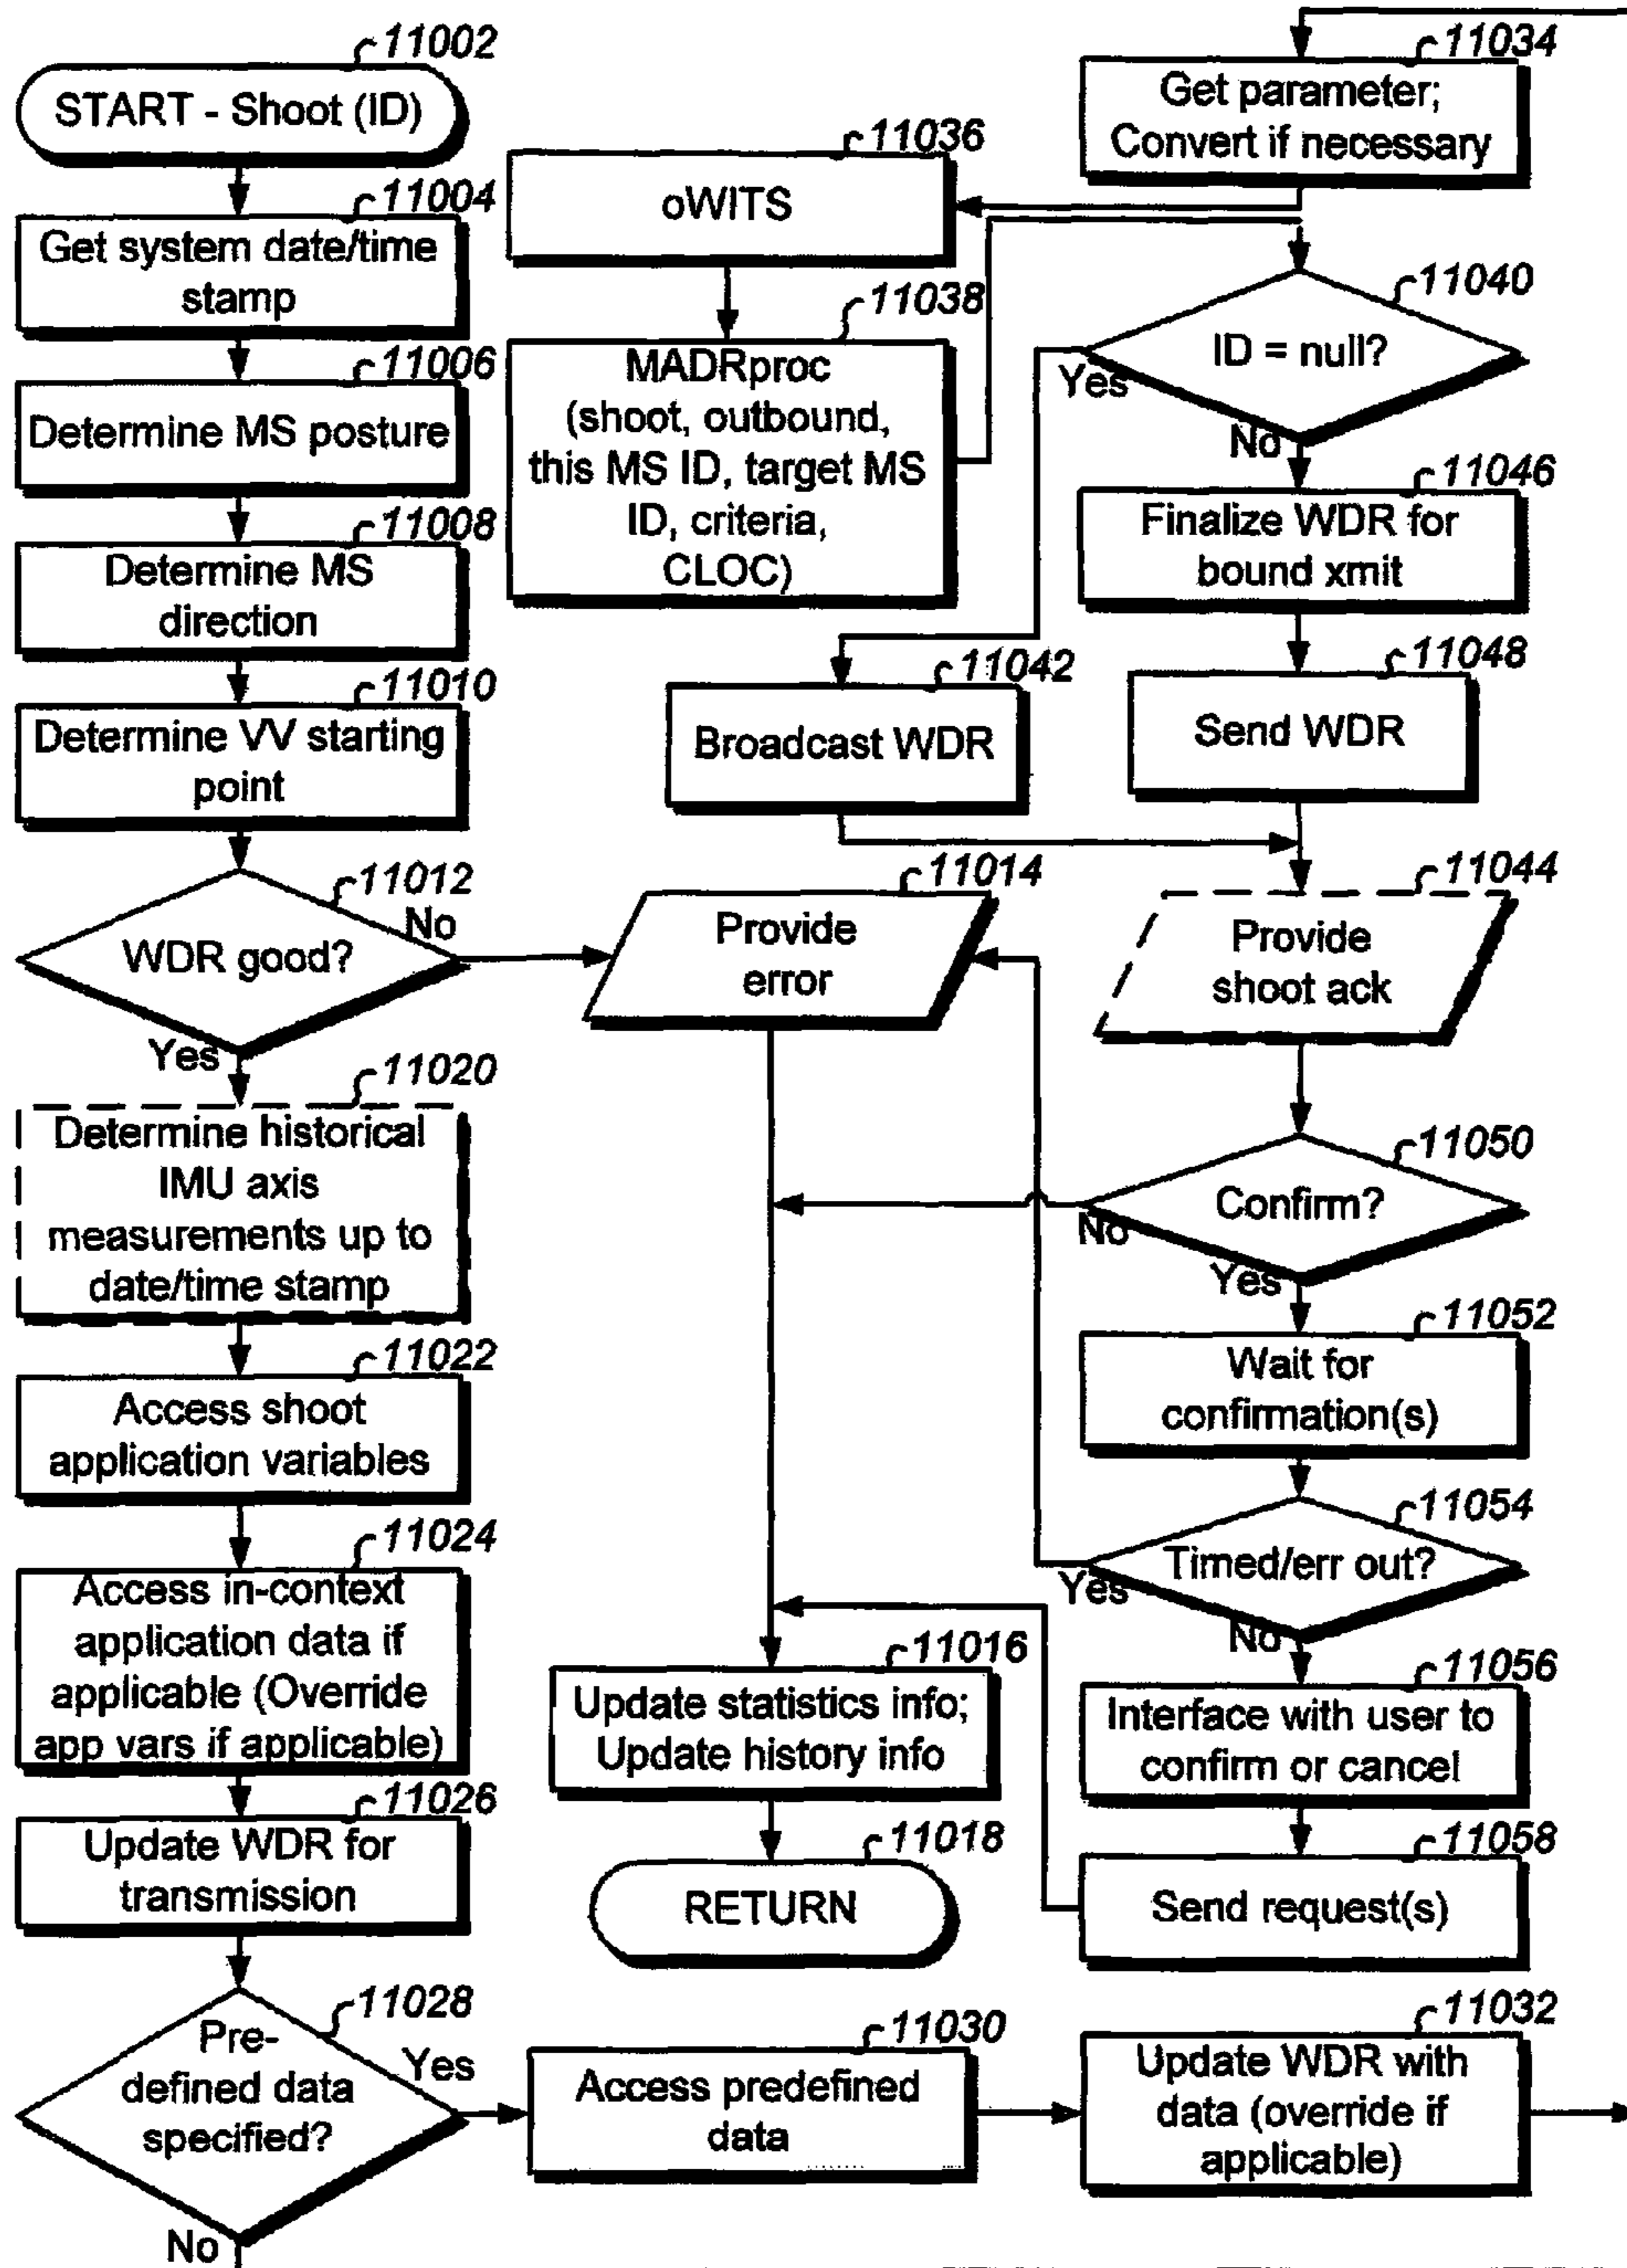 11002
START - Shoot (ID)
11004
Get system date/time
stamp
11006
Determine MS posture
11008
Determine MS
direction
11010
Determine VV starting
point
11012
WDR good?
No
Yes
11014
Provide
error
11020
Determine historical
IMU axis
measurements up to
date/time stamp
11022
Access shoot
application variables
11024
Access in-context
application data if
applicable (Override
app vars if applicable)
11026
Update WDR for
transmission
11028
Pre-
defined data
specified?
Yes
No
11030
Access predefined
data
11032
Update WDR with
data (override if
applicable)
11034
Get parameter;
Convert if necessary
11036
oWITS
11038
MADRproc
(shoot, outbound,
this MS ID, target MS
ID, criteria,
CLOC)
11040
ID = null?
Yes
No
11042
Broadcast WDR
11046
Finalize WDR for
bound xmit
11048
Send WDR
11044
Provide
shoot ack
11050
Confirm?
No
Yes
11052
Wait for
confirmation(s)
11054
Timed/err out?
Yes
No
11056
Interface with user to
confirm or cancel
11058
Send request(s)
11016
Update statistics info;
Update history info
11018
RETURN